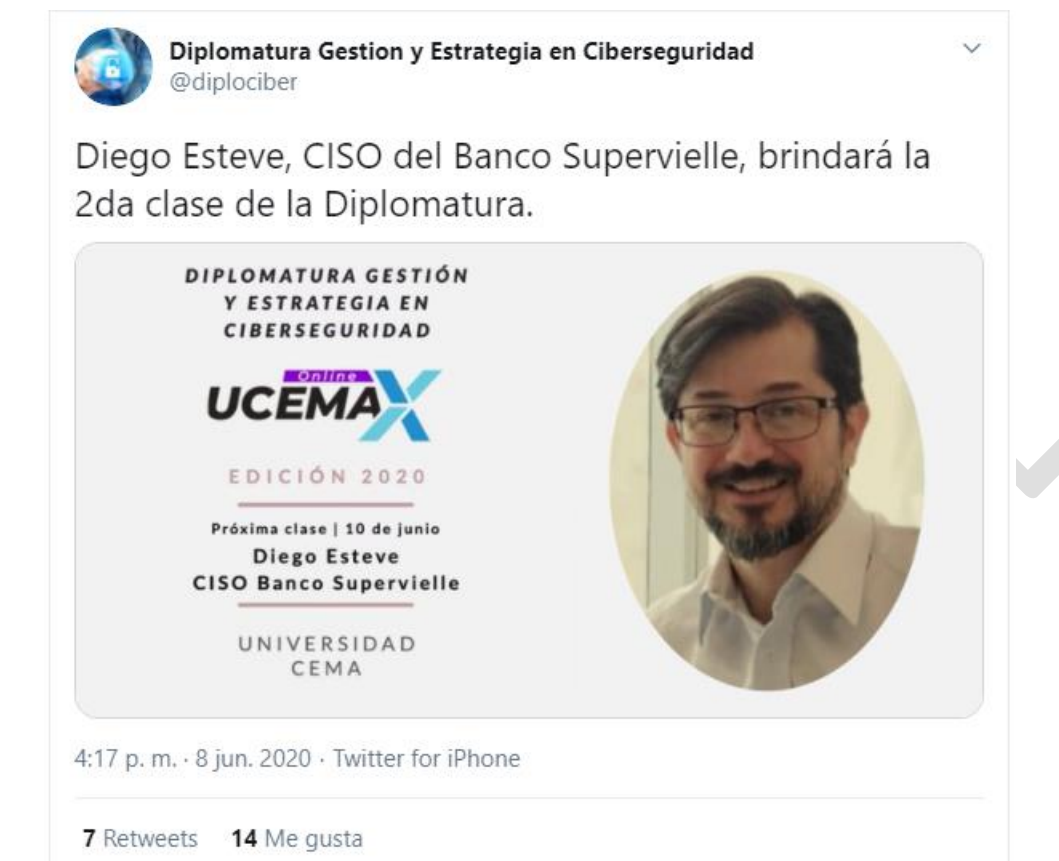 Diplomatura Gestion y Estrategia en Ciberseguridad
@diplociber
Diego Esteve, CISO del Banco Supervielle, brindará la
2da clase de la Diplomatura.
DIPLOMATURA GESTIÓN
Y ESTRATEGIA EN
CIBERSEGURIDAD
Online
UCEMAX
EDICIÓN 2020
Próxima clase | 10 de junio
Diego Esteve
CISO Banco Supervielle
UNIVERSIDAD
CEMA
4:17 p. m. · 8 jun. 2020 · Twitter for iPhone
7 Retweets 14 Me gusta